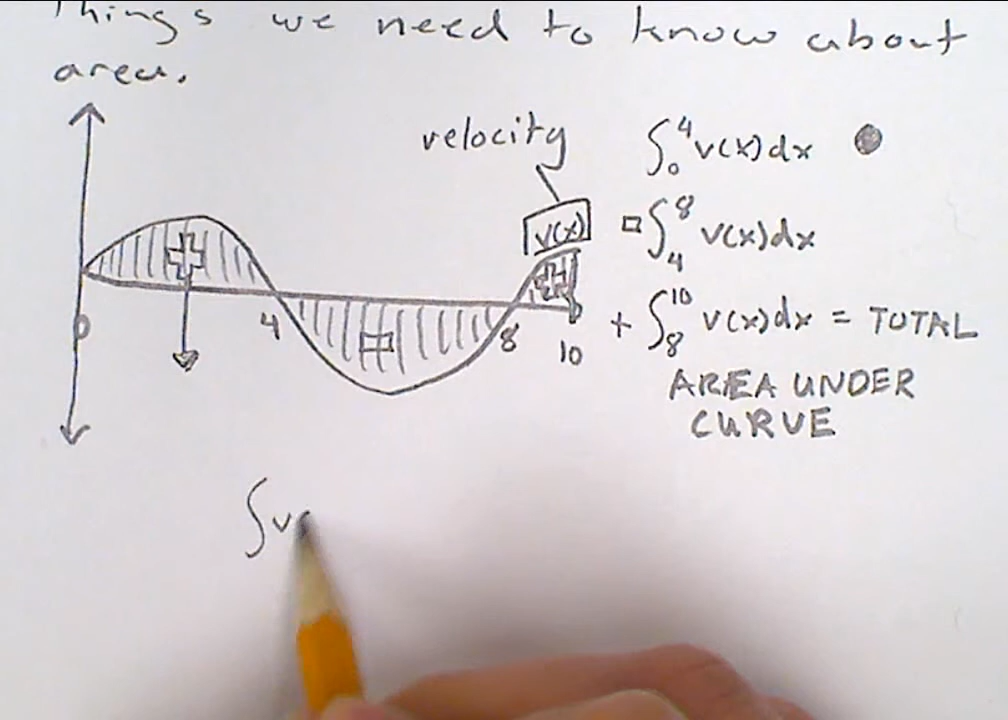 Things we need to know about
area.
velocity
v(x)
0
4
8
10
∫₀⁴ v(x)dx
-∫₄⁸ v(x)dx
+ ∫₈¹⁰ v(x)dx = TOTAL
AREA UNDER
CURVE
∫v